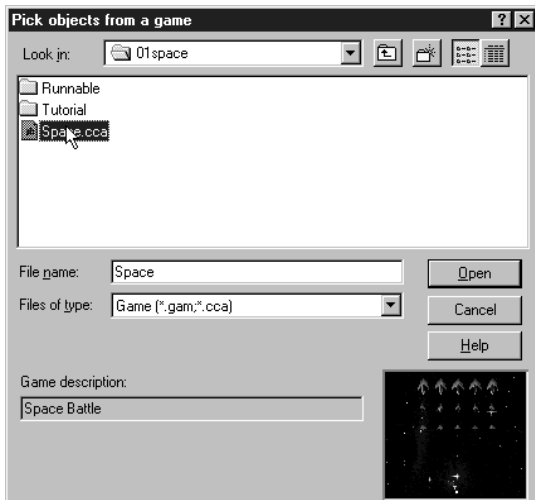 Pick objects from a game
Look in: 01space
Runnable
Tutorial
Space.cca
File name: Space Open
Files of type: Game (*.gam;*.cca) Cancel
Help
Game description:
Space Battle